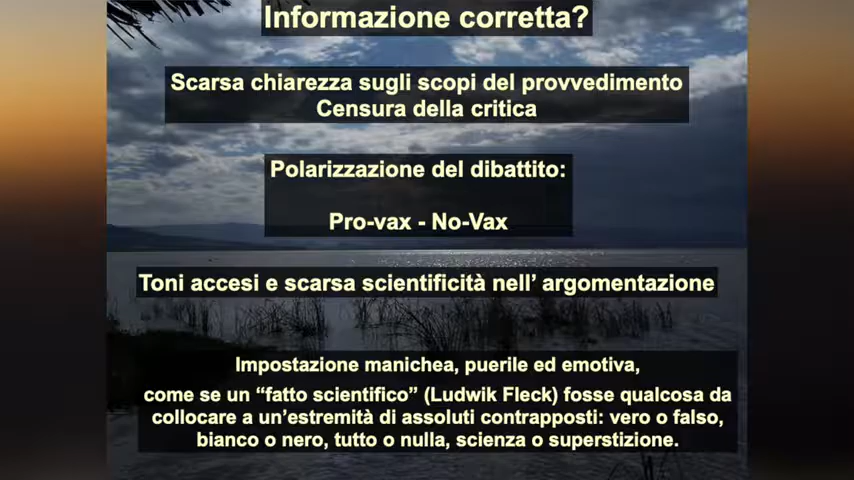 Informazione corretta?
Scarsa chiarezza sugli scopi del provvedimento
Censura della critica
Polarizzazione del dibattito:
Pro-vax - No-Vax
Toni accesi e scarsa scientificità nell' argomentazione
Impostazione manichea, puerile ed emotiva,
come se un “fatto scientifico” (Ludwik Fleck) fosse qualcosa da
collocare a un'estremità di assoluti contrapposti: vero o falso,
bianco o nero, tutto o nulla, scienza o superstizione.